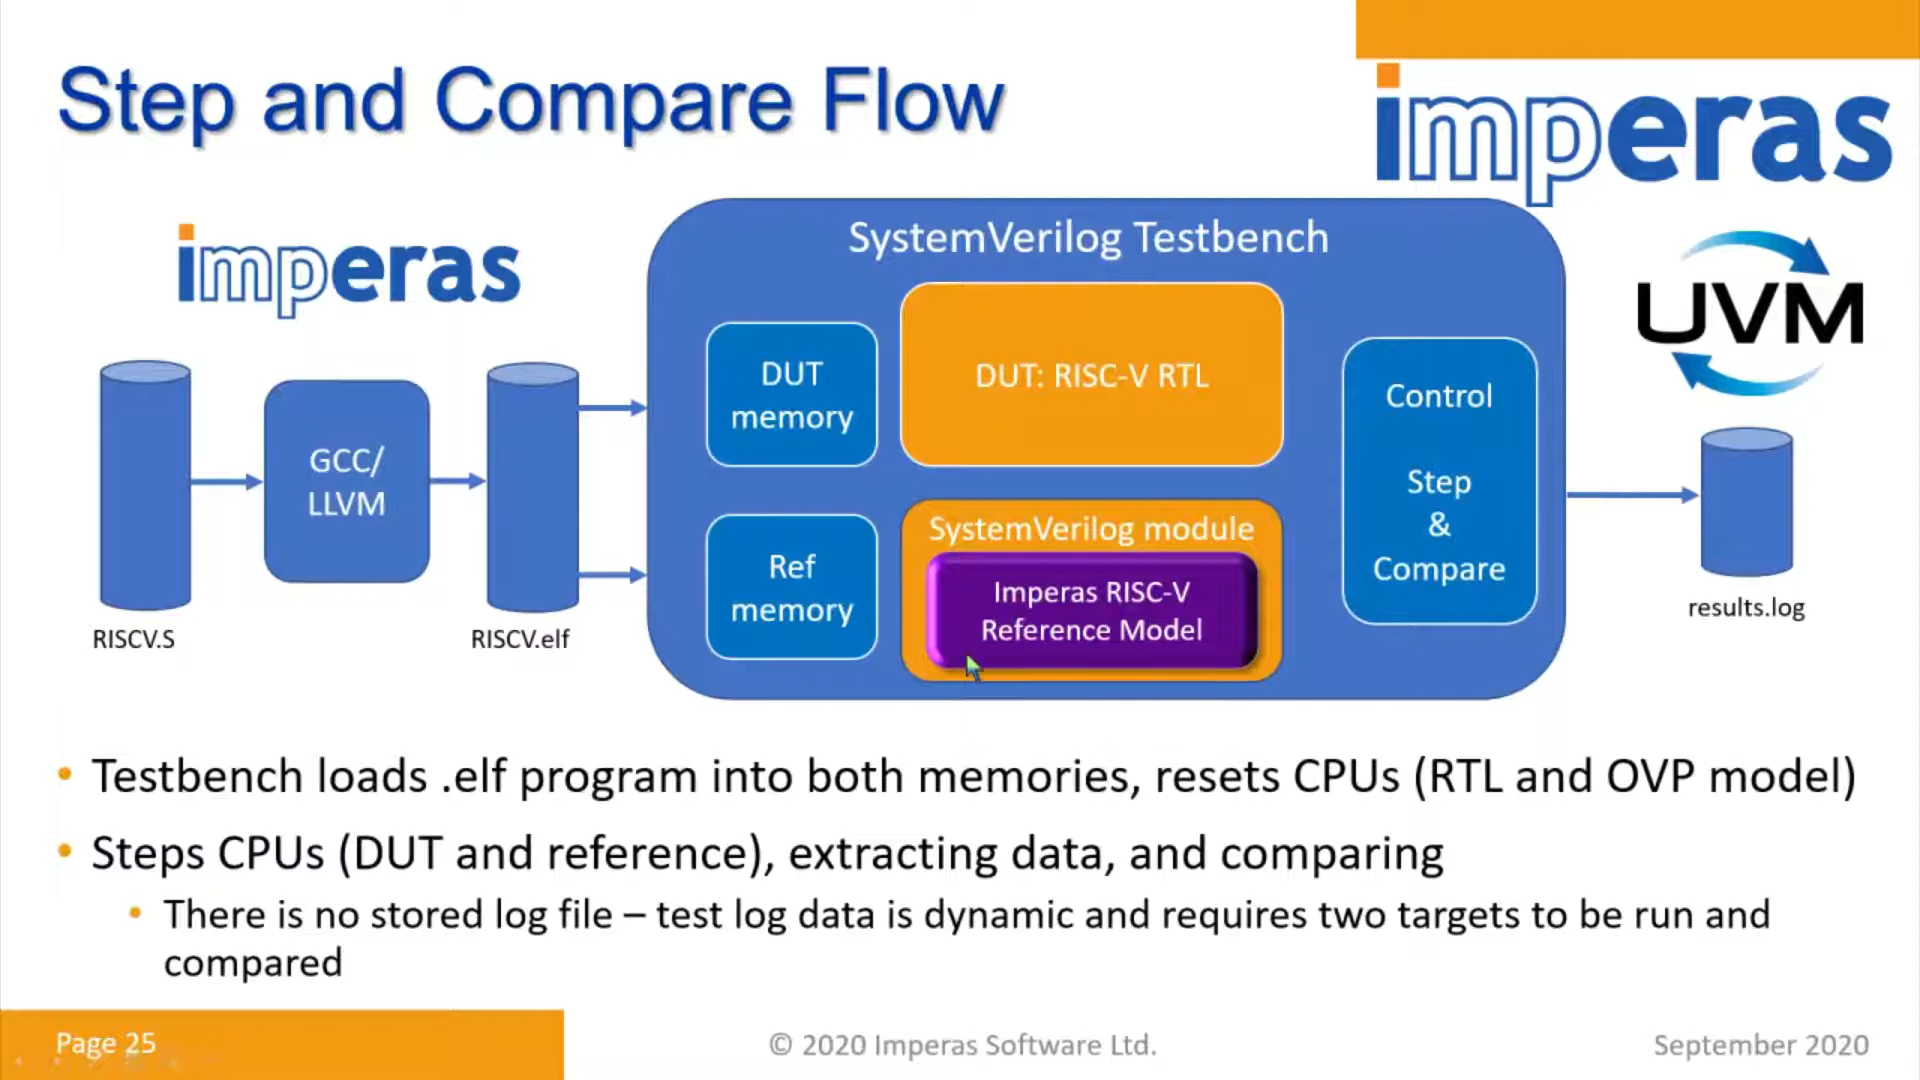 Step and Compare Flow
imperas
imperas
SystemVerilog Testbench
UVM
DUT
memory
DUT: RISC-V RTL
Control
Step
&
Compare
GCC/
LLVM
Ref
memory
SystemVerilog module
Imperas RISC-V
Reference Model
RISCV.S
RISCV.elf
results.log
• Testbench loads .elf program into both memories, resets CPUs (RTL and OVP model)
• Steps CPUs (DUT and reference), extracting data, and comparing
• There is no stored log file – test log data is dynamic and requires two targets to be run and
compared
Page 25
© 2020 Imperas Software Ltd.
September 2020